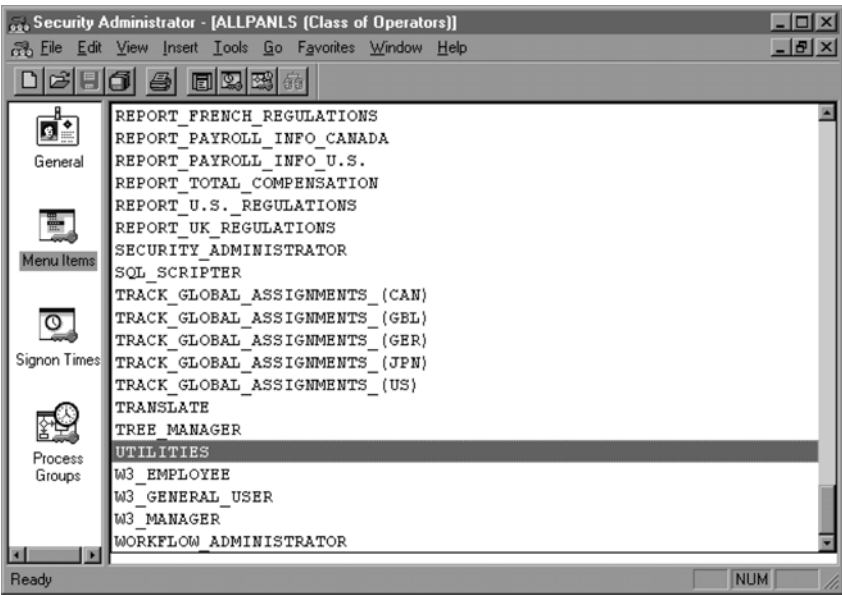 Security Administrator - [ALLPANLS (Class of Operators)]
File Edit View Insert Tools Go Favorites Window Help
General
Menu Items
Signon Times
Process
Groups
REPORT_FRENCH_REGULATIONS
REPORT_PAYROLL_INFO_CANADA
REPORT_PAYROLL_INFO_U.S.
REPORT_TOTAL_COMPENSATION
REPORT_U.S._REGULATIONS
REPORT_UK_REGULATIONS
SECURITY_ADMINISTRATOR
SQL_SCRIPTER
TRACK_GLOBAL_ASSIGNMENTS_(CAN)
TRACK_GLOBAL_ASSIGNMENTS_(GBL)
TRACK_GLOBAL_ASSIGNMENTS_(GER)
TRACK_GLOBAL_ASSIGNMENTS_(JPN)
TRACK_GLOBAL_ASSIGNMENTS_(US)
TRANSLATE
TREE_MANAGER
UTILITIES
W3_EMPLOYEE
W3_GENERAL_USER
W3_MANAGER
WORKFLOW_ADMINISTRATOR
Ready
NUM